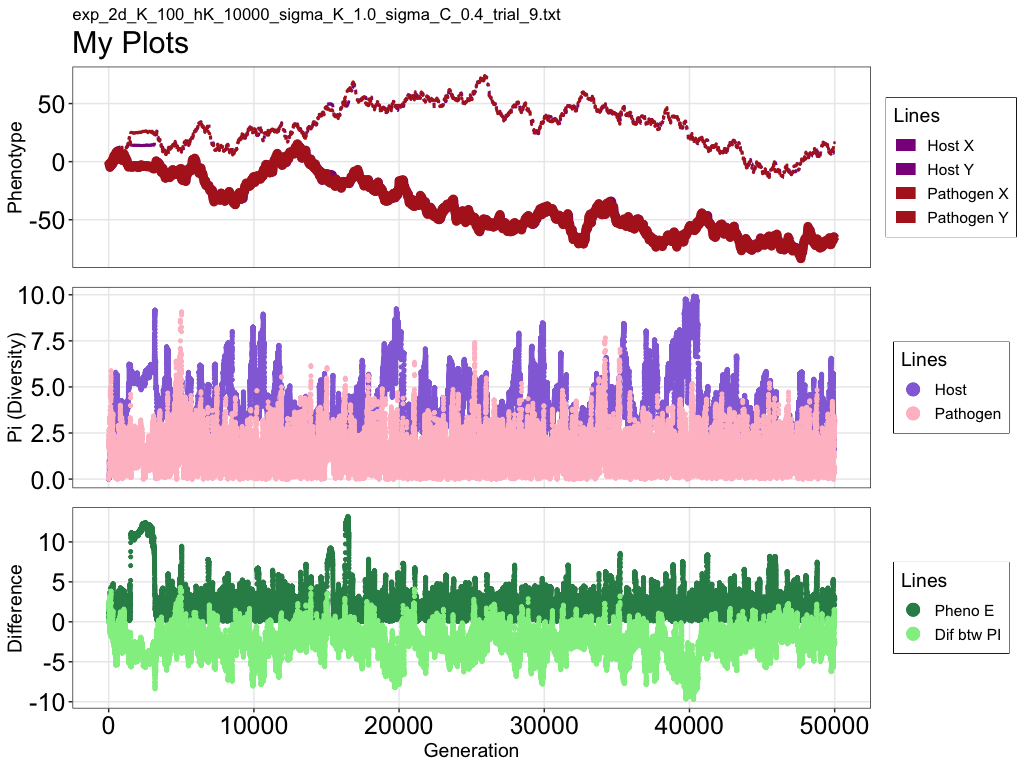 exp_2d_K_100_hK_10000_sigma_K_1.0_sigma_C_0.4_trial_9.txt
My Plots
Phenotype
50
0
-50
Lines
Host X
Host Y
Pathogen X
Pathogen Y
Pi (Diversity)
10.0
7.5
5.0
2.5
0.0
Lines
Host
Pathogen
Difference
10
5
0
-5
-10
Lines
Pheno E
Dif btw PI
0
10000
20000
30000
40000
50000
Generation